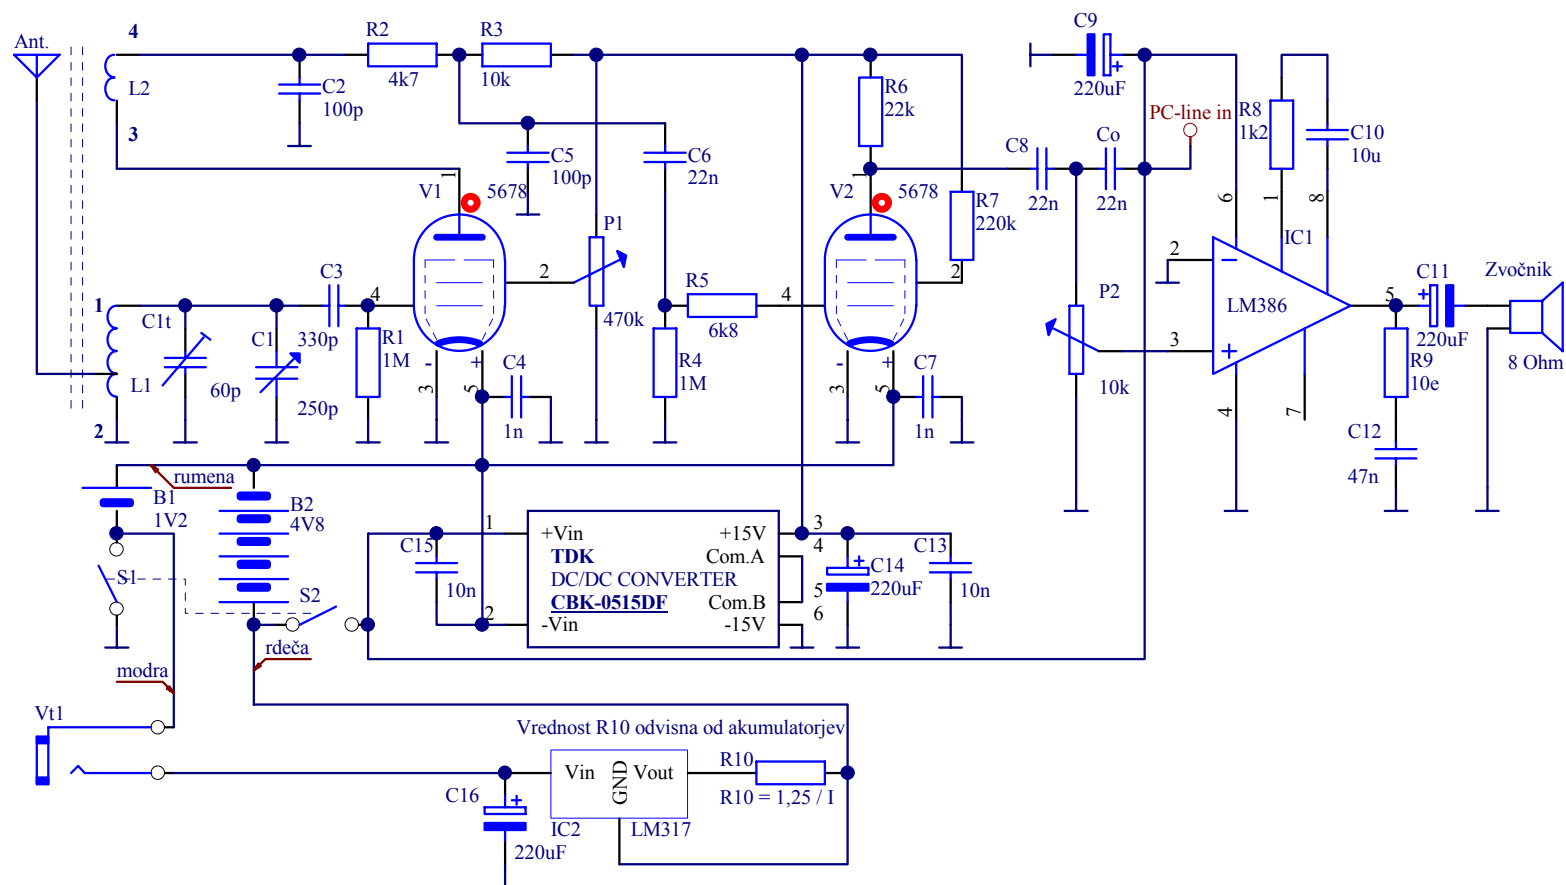 Ant.
4
L2
3
R2
4k7
R3
10k
C2
100p
C5
100p
C6
22n
V1
1
5678
P1
470k
2
R6
22k
V2
1
5678
R7
220k
2
C8
22n
Co
22n
C9
220uF
+
PC-line in
R8
1k2
C10
10u
6
1
8
IC1
2
LM386
3
4
7
5
C11
+
220uF
Zvočnik
8 Ohm
R9
10e
C12
47n
P2
10k
1
C1t
60p
L1
2
C1
250p
C3
330p
4
R1
1M
-
+
3
5
C4
1n
R5
6k8
4
R4
1M
-
+
3
5
C7
1n
rumena
B1
1V2
B2
4V8
S1
S2
rdeča
modra
C15
10n
1
2
+Vin
TDK
DC/DC CONVERTER
CBK-0515DF
-Vin
+15V
Com.A
Com.B
-15V
3
4
5
6
+
C14
220uF
C13
10n
Vt1
Vrednost R10 odvisna od akumulatorjev
Vin
GND
Vout
IC2
LM317
R10
R10 = 1,25 / I
C16
+
220uF